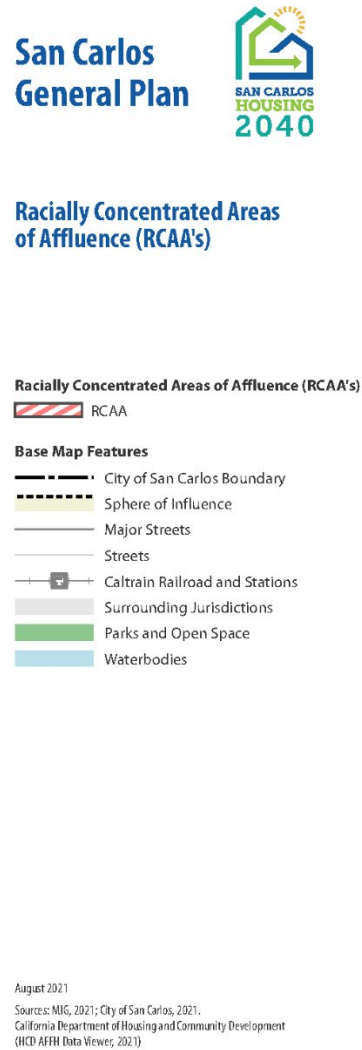 San Carlos
General Plan
SAN CARLOS
HOUSING
2040
Racially Concentrated Areas
of Affluence (RCAA's)
Racially Concentrated Areas of Affluence (RCAA's)
RCAA
Base Map Features
City of San Carlos Boundary
Sphere of Influence
Major Streets
Streets
Caltrain Railroad and Stations
Surrounding Jurisdictions
Parks and Open Space
Waterbodies
August 2021
Sources: MIG, 2021; City of San Carlos, 2021.
California Department of Housing and Community Development
(HCD AFFH Data Viewer, 2021)